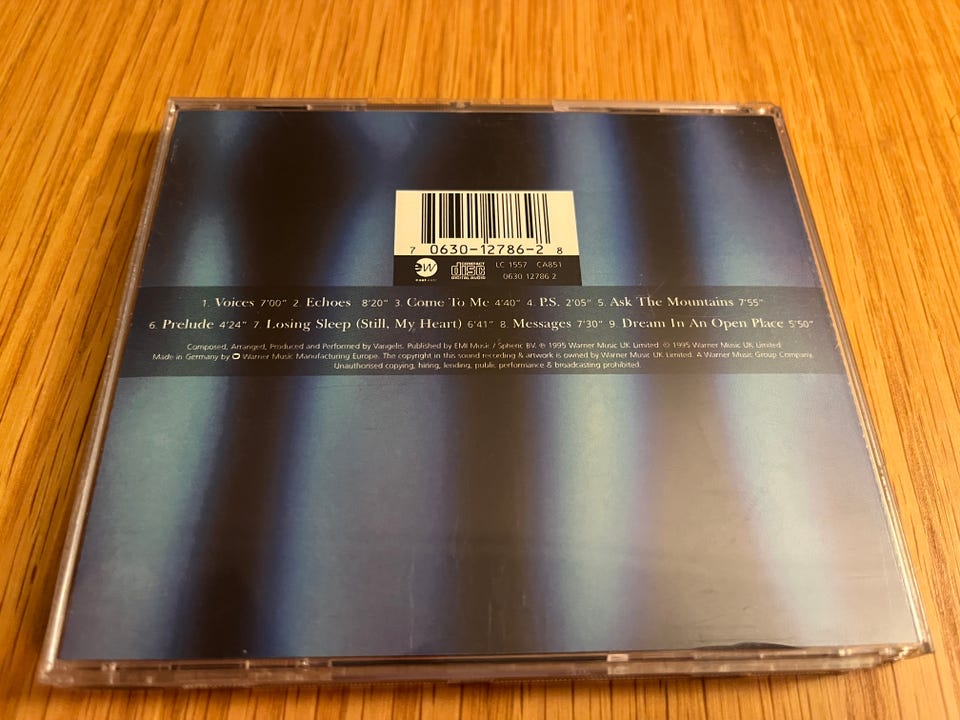 7 0630-12786-2 8
ew
COMPACT disc DIGITAL AUDIO
LC 1557 CA851
0630 12786 2
1. Voices 7'00" 2. Echoes 8'20" 3. Come To Me 4'40" 4. P.S. 2'05" 5. Ask The Mountains 7'55"
6. Prelude 4'24" 7. Losing Sleep (Still, My Heart) 6'41" 8. Messages 7'30" 9. Dream In An Open Place 5'50"
Composed, Arranged, Produced and Performed by Vangelis. Published by EMI Music / Spheric BV. ℗ 1995 Warner Music UK Limited. © 1995 Warner Music UK Limited.
Made in Germany by Warner Music Manufacturing Europe. The copyright in this sound recording & artwork is owned by Warner Music UK Limited. A Warner Music Group Company.
Unauthorised copying, hiring, lending, public performance & broadcasting prohibited.